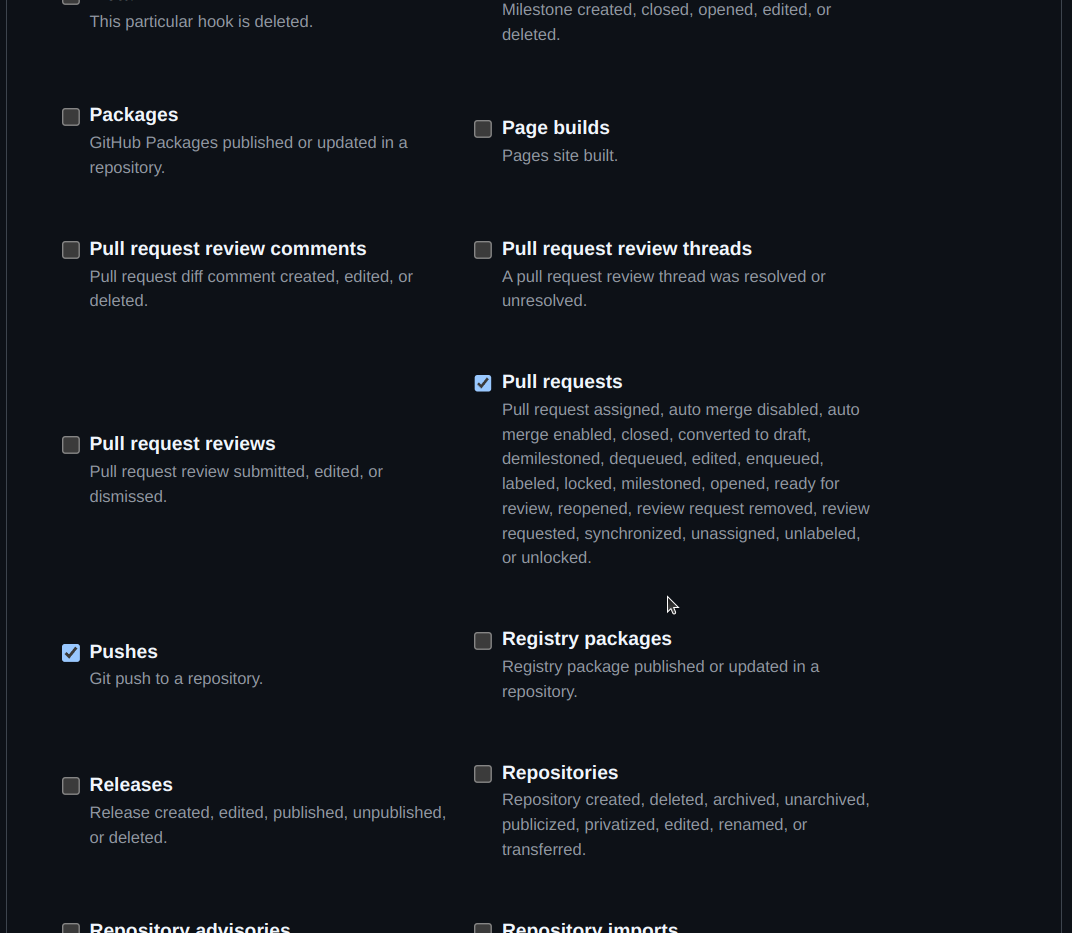 This particular hook is deleted.
Milestone created, closed, opened, edited, or
deleted.
Packages
GitHub Packages published or updated in a
repository.
Page builds
Pages site built.
Pull request review comments
Pull request diff comment created, edited, or
deleted.
Pull request review threads
A pull request review thread was resolved or
unresolved.
Pull request reviews
Pull request review submitted, edited, or
dismissed.
Pull requests
Pull request assigned, auto merge disabled, auto
merge enabled, closed, converted to draft,
demilestoned, dequeued, edited, enqueued,
labeled, locked, milestoned, opened, ready for
review, reopened, review request removed, review
requested, synchronized, unassigned, unlabeled,
or unlocked.
Pushes
Git push to a repository.
Registry packages
Registry package published or updated in a
repository.
Releases
Release created, edited, published, unpublished,
or deleted.
Repositories
Repository created, deleted, archived, unarchived,
publicized, privatized, edited, renamed, or
transferred.
Repository advisories
Repository imports